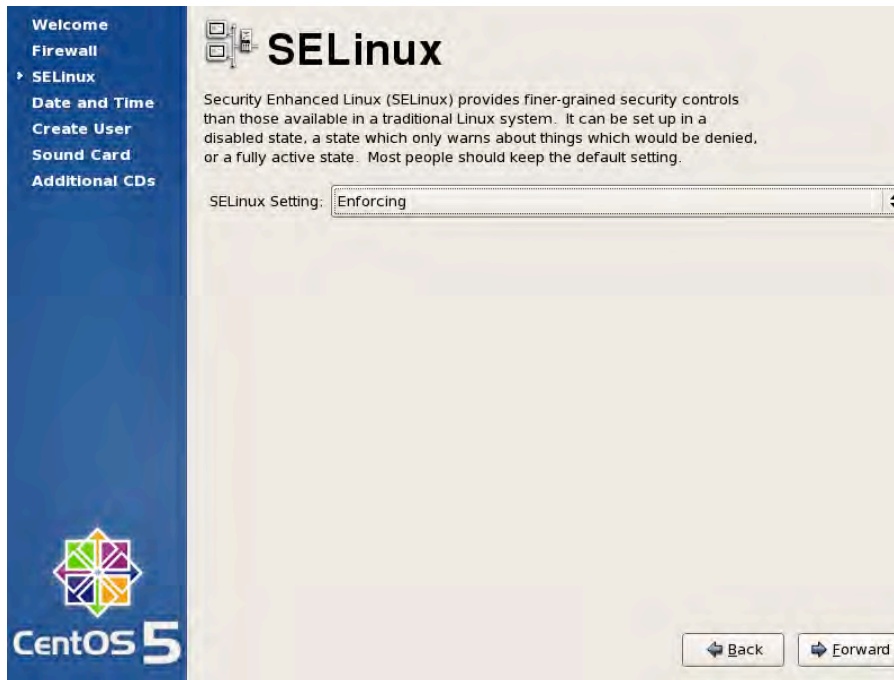 Welcome
Firewall
SELinux
Date and Time
Create User
Sound Card
Additional CDs
SELinux
Security Enhanced Linux (SELinux) provides finer-grained security controls
than those available in a traditional Linux system. It can be set up in a
disabled state, a state which only warns about things which would be denied,
or a fully active state. Most people should keep the default setting.
SELinux Setting: Enforcing
CentOS 5
Back
Forward